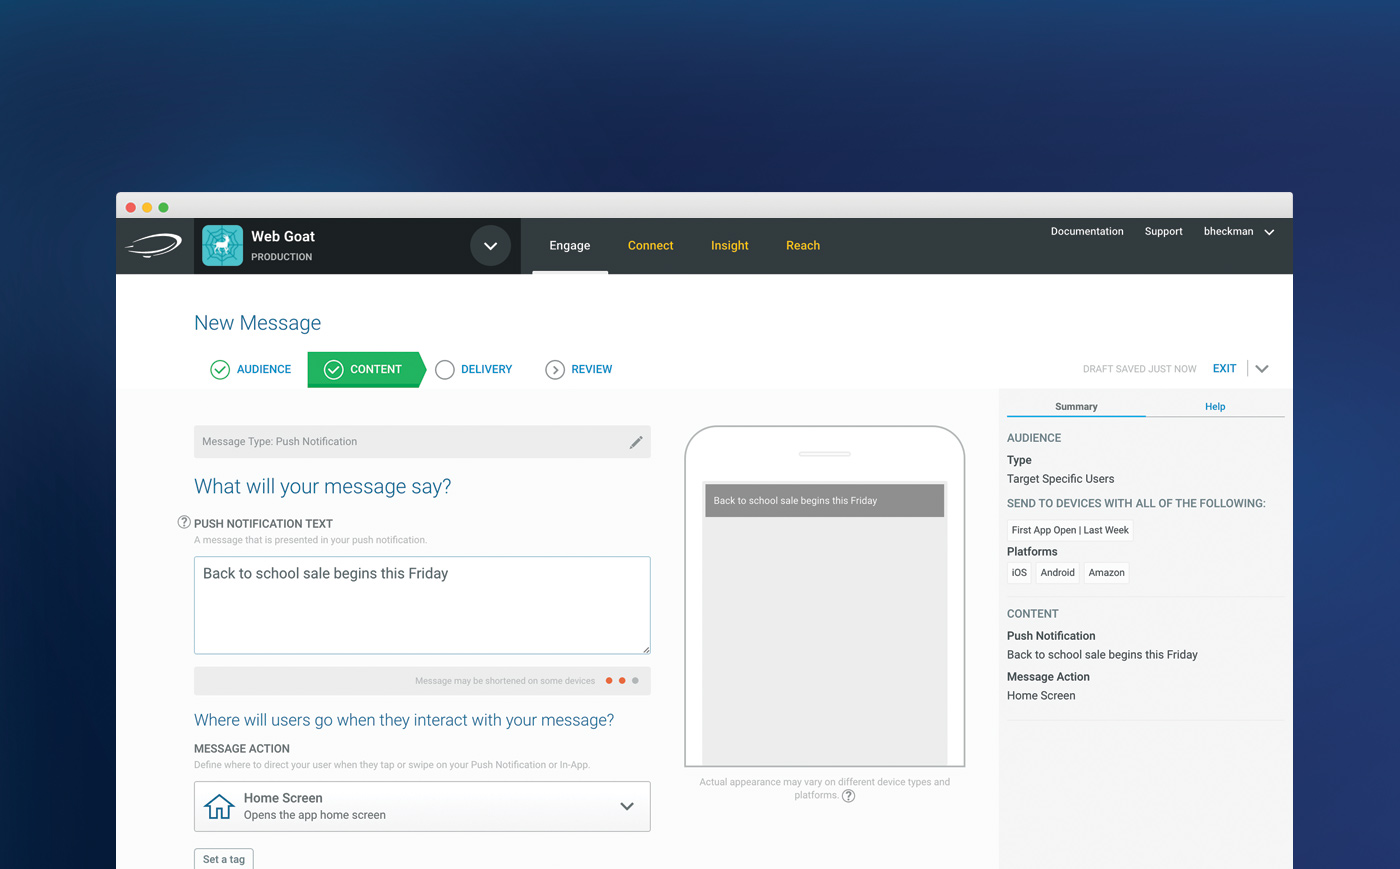 Web Goat
PRODUCTION
Engage
Connect
Insight
Reach
Documentation
Support
bheckman
New Message
AUDIENCE
CONTENT
DELIVERY
REVIEW
DRAFT SAVED JUST NOW
EXIT
Message Type: Push Notification
What will your message say?
? PUSH NOTIFICATION TEXT
A message that is presented in your push notification.
Back to school sale begins this Friday
Message may be shortened on some devices
Where will users go when they interact with your message?
MESSAGE ACTION
Define where to direct your user when they tap or swipe on your Push Notification or In-App.
Home Screen
Opens the app home screen
Set a tag
Back to school sale begins this Friday
Actual appearance may vary on different device types and
platforms. ?
Summary
Help
AUDIENCE
Type
Target Specific Users
SEND TO DEVICES WITH ALL OF THE FOLLOWING:
First App Open | Last Week
Platforms
iOS
Android
Amazon
CONTENT
Push Notification
Back to school sale begins this Friday
Message Action
Home Screen